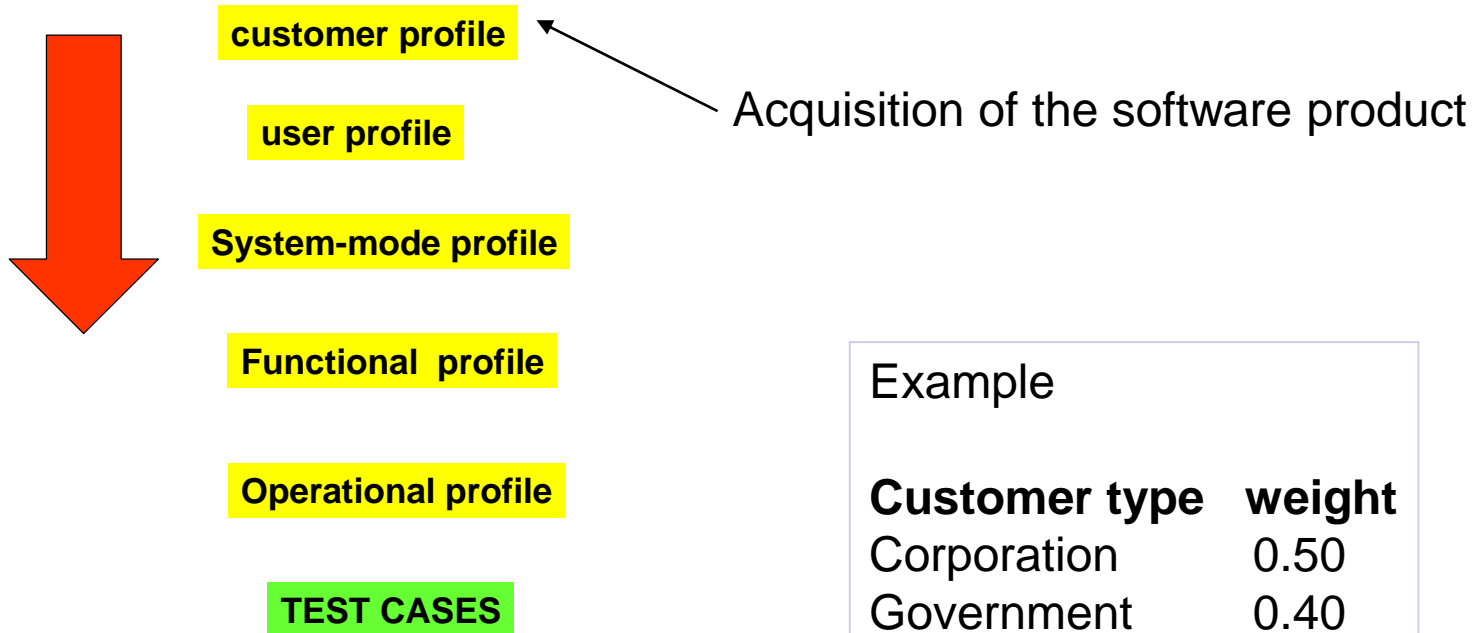 customer profile
Acquisition of the software product
user profile
System-mode profile
Functional profile
Example
Operational profile
Customer type weight
Corporation 0.50
TEST CASES
Government 0.40